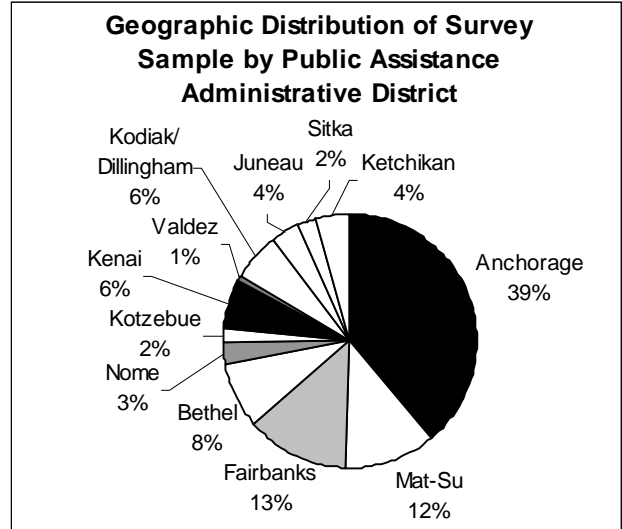 Geographic Distribution of Survey
Sample by Public Assistance
Administrative District
Sitka
2%
Kodiak/
Dillingham
6%
Juneau
4%
Ketchikan
4%
Valdez
1%
Anchorage
39%
Kenai
6%
Kotzebue
2%
Nome
3%
Bethel
8%
Fairbanks
13%
Mat-Su
12%